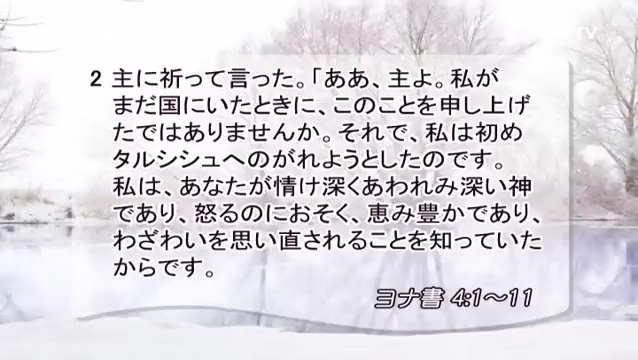 TV
2 主に祈って言った。「ああ、主よ。私が
まだ国にいたときに、このことを申し上げ
たではありませんか。それで、私は初め
タルシシュへのがれようとしたのです。
私は、あなたが情け深くあわれみ深い神
であり、怒るのにおそく、恵み豊かであり、
わざわいを思い直されることを知っていた
からです。
ヨナ書 4:1〜11